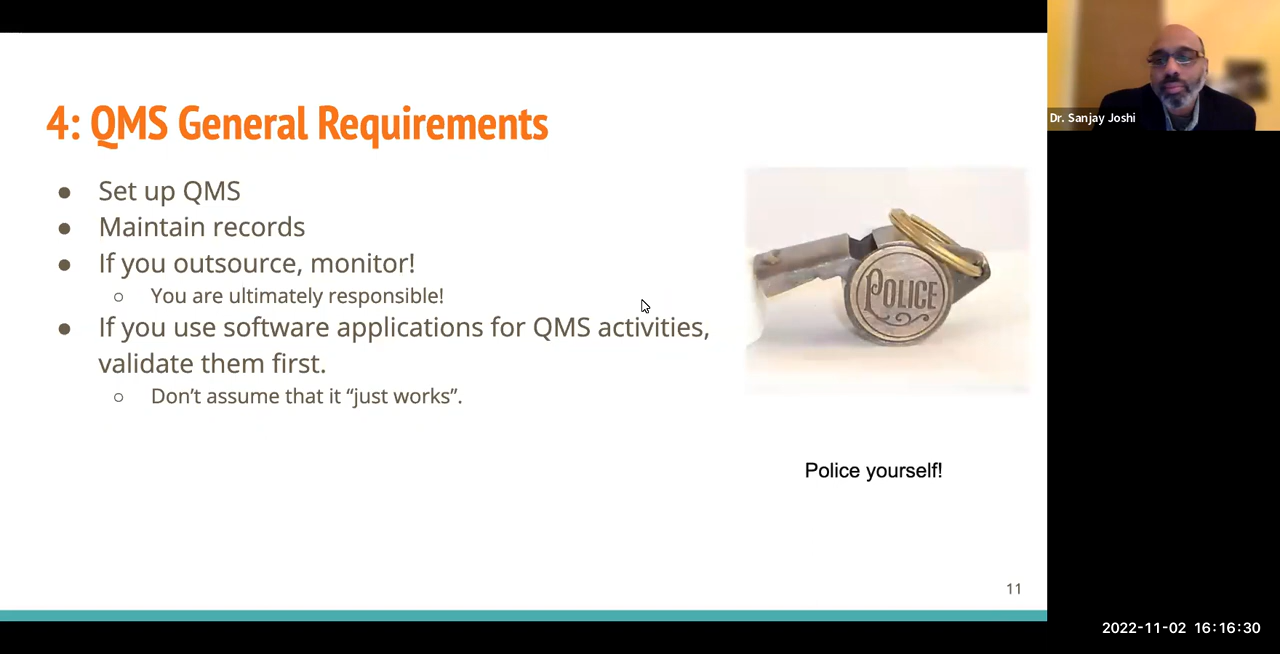 4: QMS General Requirements
● Set up QMS
● Maintain records
● If you outsource, monitor!
○ You are ultimately responsible!
● If you use software applications for QMS activities,
validate them first.
○ Don’t assume that it “just works”.
POLICE
Police yourself!
11
Dr. Sanjay Joshi
2022-11-02 16:16:30